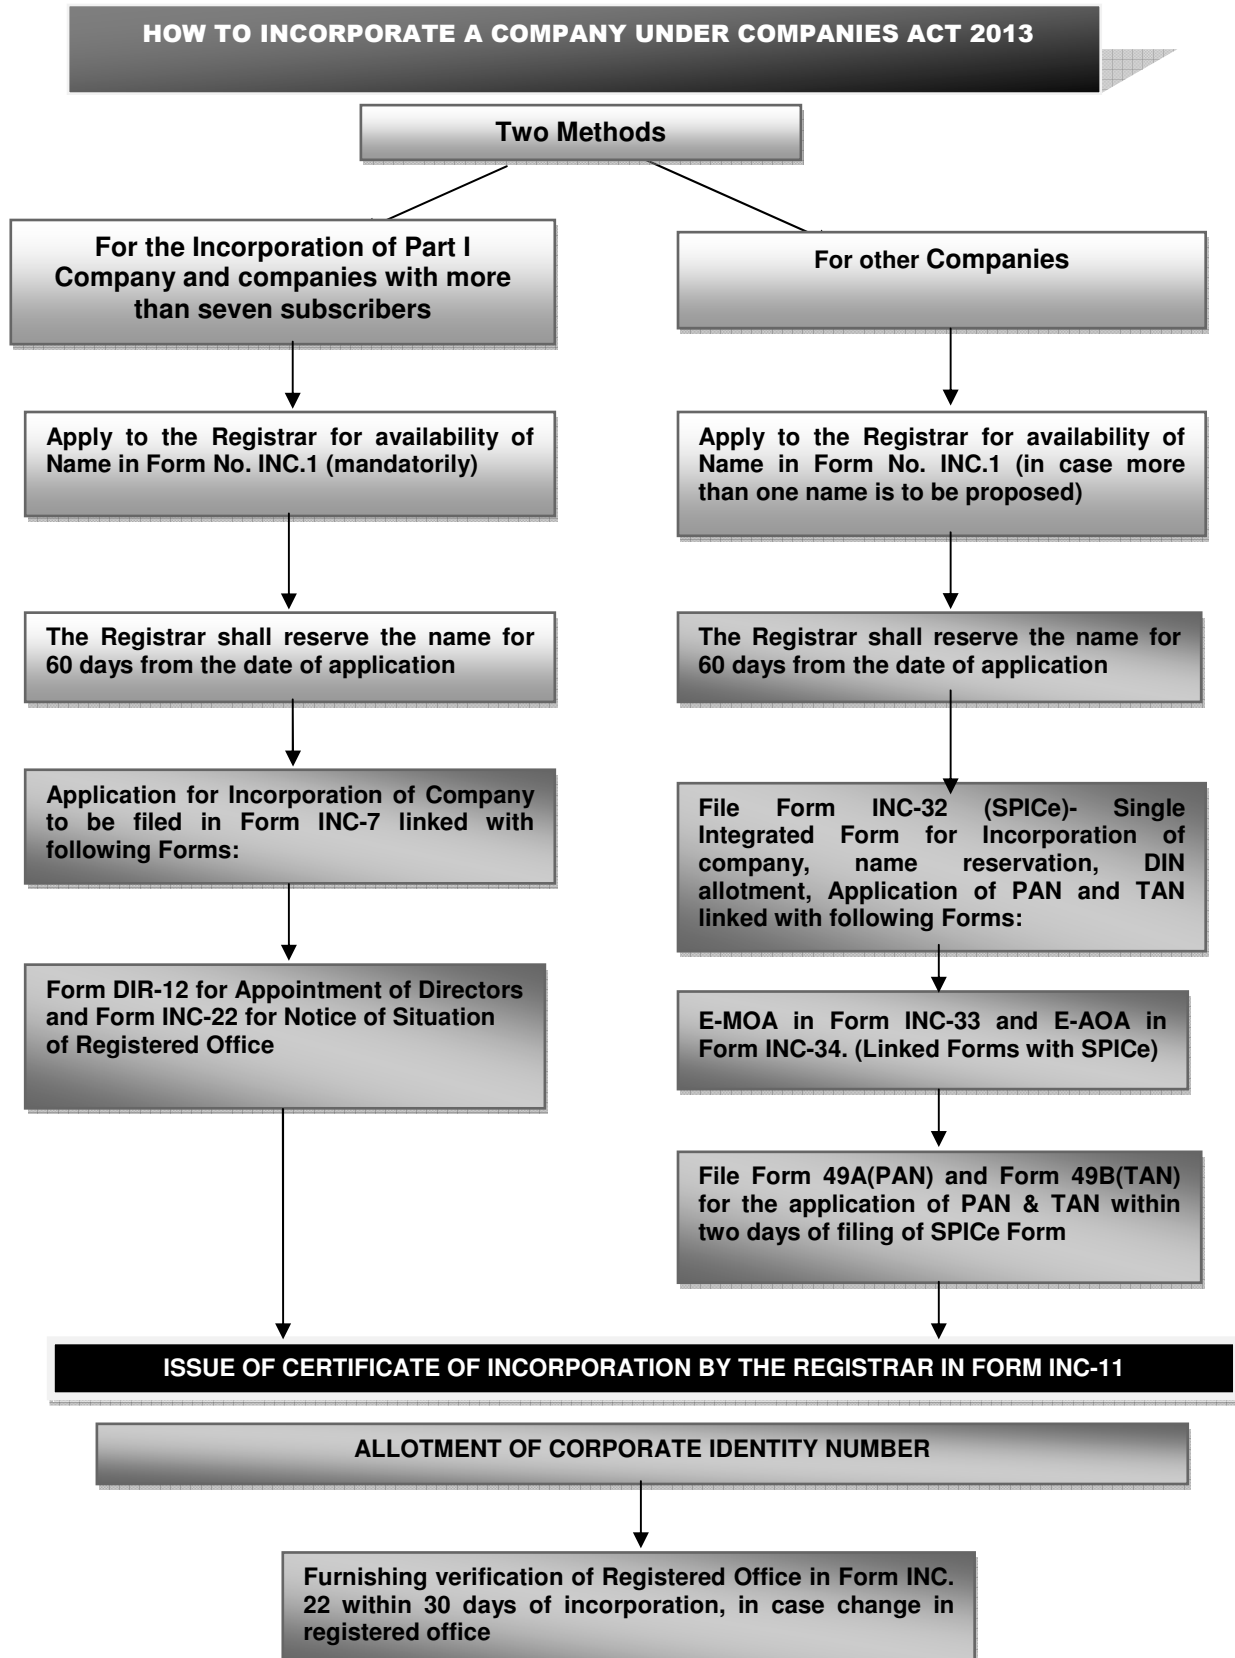 HOW TO INCORPORATE A COMPANY UNDER COMPANIES ACT 2013
Two Methods
For the Incorporation of Part I
Company and companies with more
than seven subscribers
Apply to the Registrar for availability of
Name in Form No. INC.1 (mandatorily)
The Registrar shall reserve the name for
60 days from the date of application
Application for Incorporation of Company
to be filed in Form INC-7 linked with
following Forms:
Form DIR-12 for Appointment of Directors
and Form INC-22 for Notice of Situation
of Registered Office
For other Companies
Apply to the Registrar for availability of
Name in Form No. INC.1 (in case more
than one name is to be proposed)
The Registrar shall reserve the name for
60 days from the date of application
File Form INC-32 (SPICe)- Single
Integrated Form for Incorporation of
company, name reservation, DIN
allotment, Application of PAN and TAN
linked with following Forms:
E-MOA in Form INC-33 and E-AOA in
Form INC-34. (Linked Forms with SPICe)
File Form 49A(PAN) and Form 49B(TAN)
for the application of PAN & TAN within
two days of filing of SPICe Form
ISSUE OF CERTIFICATE OF INCORPORATION BY THE REGISTRAR IN FORM INC-11
ALLOTMENT OF CORPORATE IDENTITY NUMBER
Furnishing verification of Registered Office in Form INC.
22 within 30 days of incorporation, in case change in
registered office